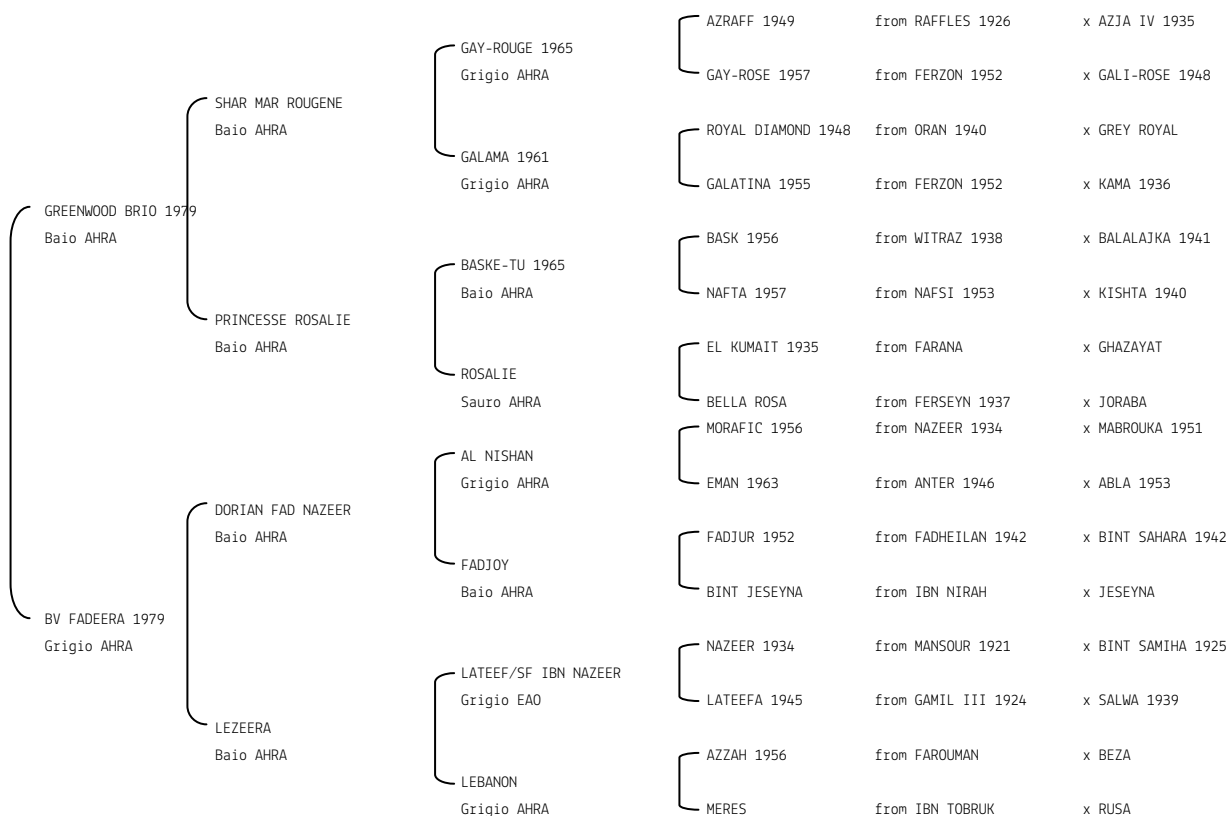 AZRAFF 1949 from RAFFLES 1926 x AZJA IV 1935
GAY-ROUGE 1965
Grigio AHRA GAY-ROSE 1957 from FERZON 1952 x GALI-ROSE 1948
SHAR MAR ROUGENE
Baio AHRA ROYAL DIAMOND 1948 from ORAN 1940 x GREY ROYAL
GALAMA 1961
Grigio AHRA GALATINA 1955 from FERZON 1952 x KAMA 1936
GREENWOOD BRIO 1979
Baio AHRA BASK 1956 from WITRAZ 1938 x BALALAJKA 1941
BASKE-TU 1965
Baio AHRA NAFTA 1957 from NAFSI 1953 x KISHTA 1940
PRINCESSE ROSALIE
Baio AHRA EL KUMAIT 1935 from FARANA x GHAZAYAT
ROSALIE
Sauro AHRA BELLA ROSA from FERSEYN 1937 x JORABA
MORAFIC 1956 from NAZEER 1934 x MABROUKA 1951
AL NISHAN
Grigio AHRA EMAN 1963 from ANTER 1946 x ABLA 1953
DORIAN FAD NAZEER
Baio AHRA FADJUR 1952 from FADHEILAN 1942 x BINT SAHARA 1942
FADJOY
Baio AHRA BINT JESEYNA from IBN NIRAH x JESEYNA
BV FADEERA 1979
Grigio AHRA NAZEER 1934 from MANSOUR 1921 x BINT SAMIHA 1925
LATEEF/SF IBN NAZEER
Grigio EAO LATEEFA 1945 from GAMIL III 1924 x SALWA 1939
LEZEERA
Baio AHRA AZZAH 1956 from FAROUMAN x BEZA
LEBANON
Grigio AHRA MERES from IBN TOBRUK x RUSA